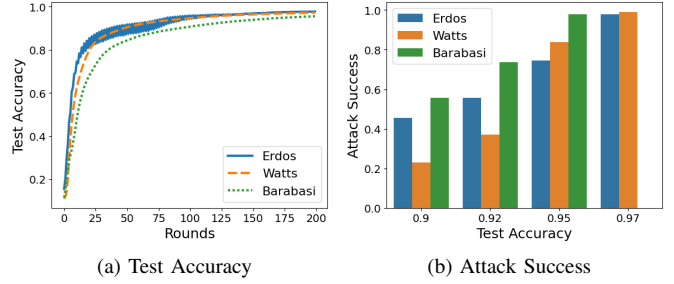 1.0
0.8
0.6
0.4
0.2
Test Accuracy
0 25 50 75 100 125 150 175 200
Rounds
Erdos
Watts
Barabasi
(a) Test Accuracy
1.0
0.8
0.6
0.4
0.2
0.0
Attack Success
Erdos
Watts
Barabasi
0.9 0.92 0.95 0.97
Test Accuracy
(b) Attack Success